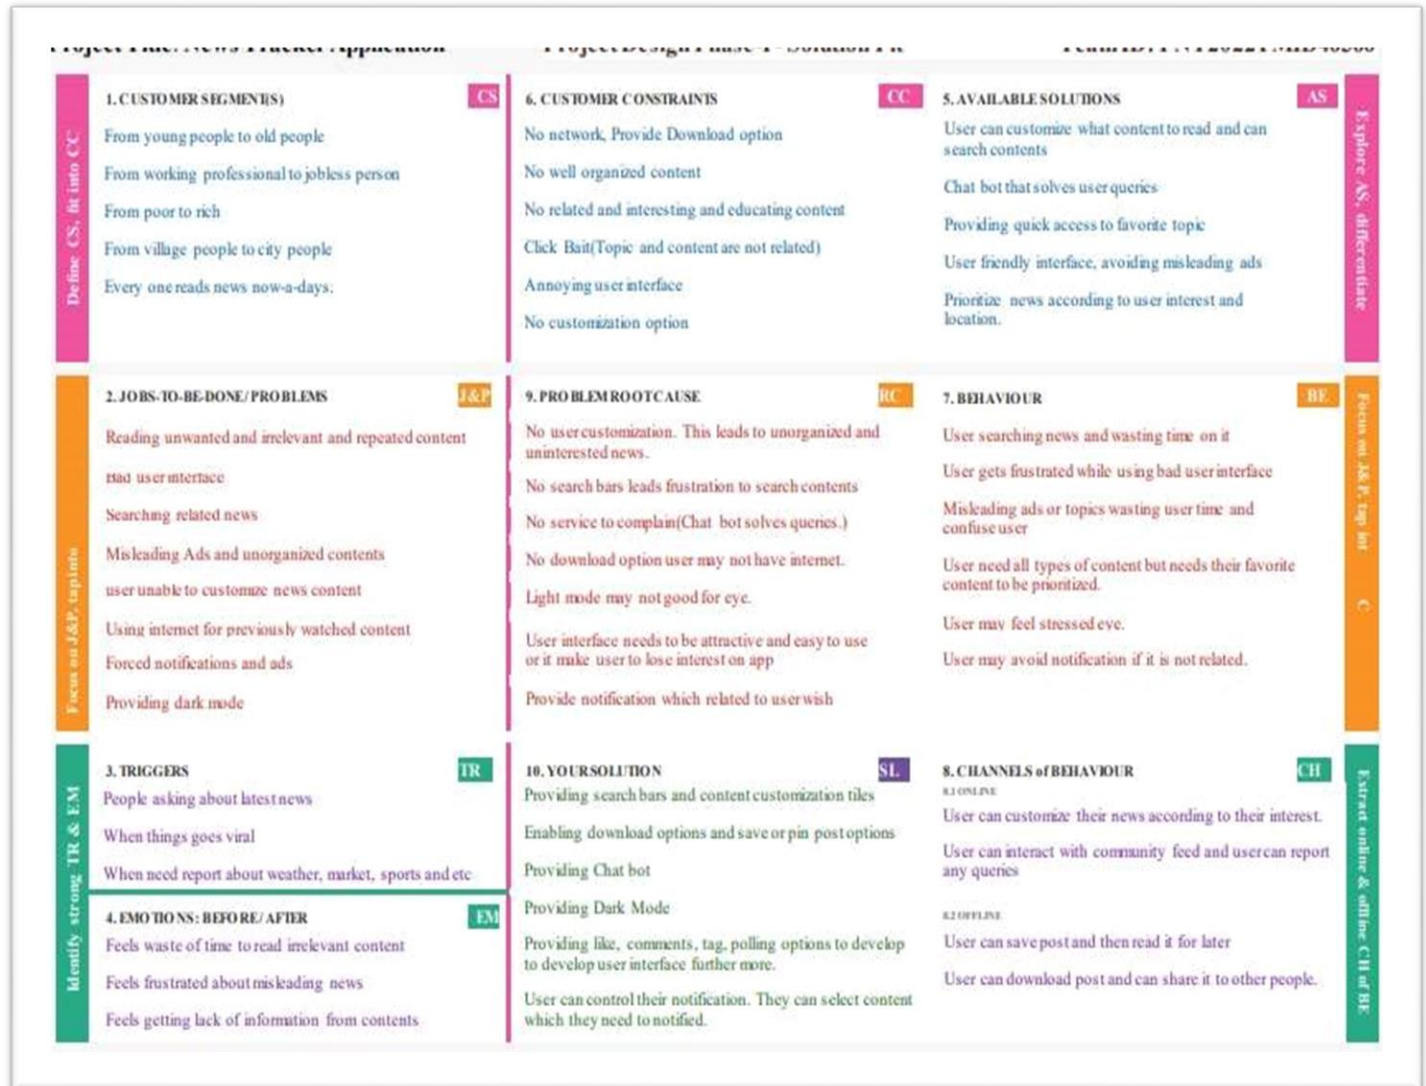 Project Title: News Tracker Application
Project Design Phase-I - Solution Fit
Define CS, fit into CC
1. CUSTOMER SEGMENT(S)
CS
From young people to old people
From working professional to jobless person
From poor to rich
From village people to city people
Every one reads news now-a-days.
6. CUSTOMER CONSTRAINTS
CC
No network, Provide Download option
No well organized content
No related and interesting and educating content
Click Bait(Topic and content are not related)
Annoying user interface
No customization option
5. AVAILABLE SOLUTIONS
AS
User can customize what content to read and can
search contents
Chat bot that solves user queries
Providing quick access to favorite topic
User friendly interface, avoiding misleading ads
Prioritize news according to user interest and
location.
Explore AS, differentiate
Focus on J&P, tap into
2. JOBS-TO-BE-DONE/ PROBLEMS
J&P
Reading unwanted and irrelevant and repeated content
Bad user interface
Searching related news
Misleading Ads and unorganized contents
user unable to customize news content
Using internet for previously watched content
Forced notifications and ads
Providing dark mode
9. PROBLEM ROOT CAUSE
RC
No user customization. This leads to unorganized and
uninterested news.
No search bars leads frustration to search contents
No service to complain(Chat bot solves queries.)
No download option user may not have internet.
Light mode may not good for eye.
User interface needs to be attractive and easy to use
or it make user to lose interest on app
Provide notification which related to user wish
7. BEHAVIOUR
BE
User searching news and wasting time on it
User gets frustrated while using bad user interface
Misleading ads or topics wasting user time and
confuse user
User need all types of content but needs their favorite
content to be prioritized.
User may feel stressed eye.
User may avoid notification if it is not related.
Focus on J&P, tap int C
Identify strong TR & EM
3. TRIGGERS
TR
People asking about latest news
When things goes viral
When need report about weather, market, sports and etc
4. EMOTIONS: BEFORE / AFTER
EM
Feels waste of time to read irrelevant content
Feels frustrated about misleading news
Feels getting lack of information from contents
10. YOUR SOLUTION
SL
Providing search bars and content customization tiles
Enabling download options and save or pin post options
Providing Chat bot
Providing Dark Mode
Providing like, comments, tag, polling options to develop
to develop user interface further more.
User can control their notification. They can select content
which they need to notified.
8. CHANNELS of BEHAVIOUR
CH
8.1 ONLINE
User can customize their news according to their interest.
User can interact with community feed and user can report
any queries
8.2 OFFLINE
User can save post and then read it for later
User can download post and can share it to other people.
Extract online & offline CH of BE